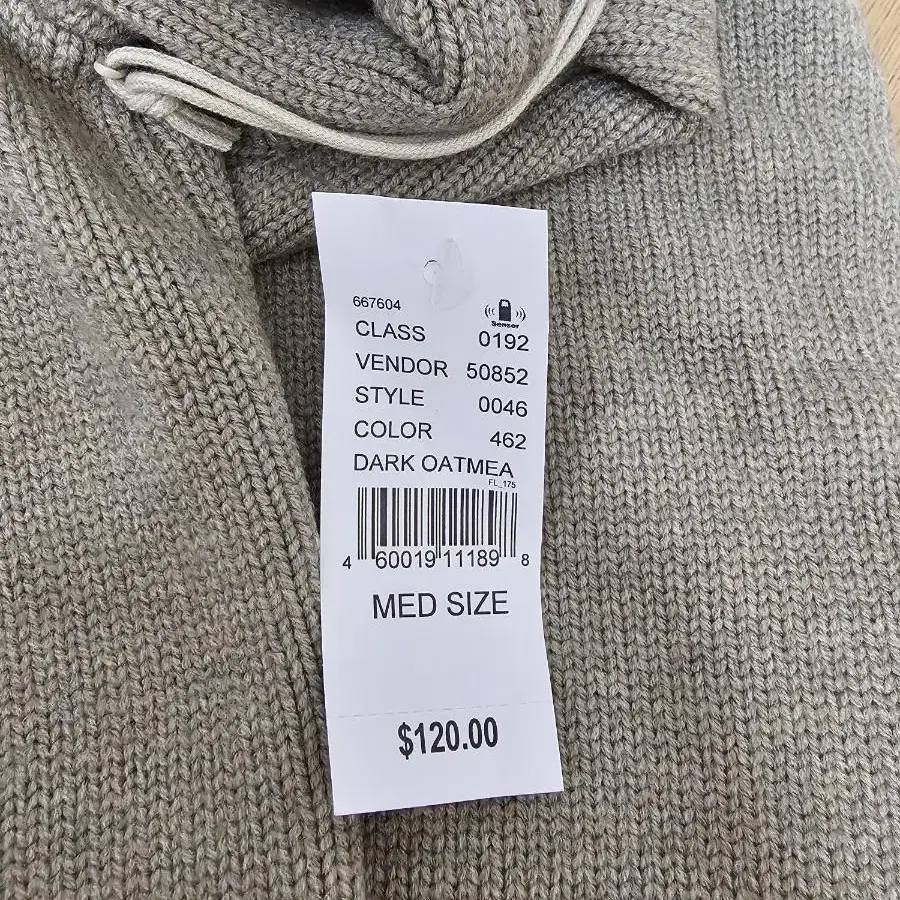 667604
Sensor
CLASS 0192
VENDOR 50852
STYLE 0046
COLOR 462
DARK OATMEA
FL_175
4 60019 11189 8
MED SIZE
$120.00